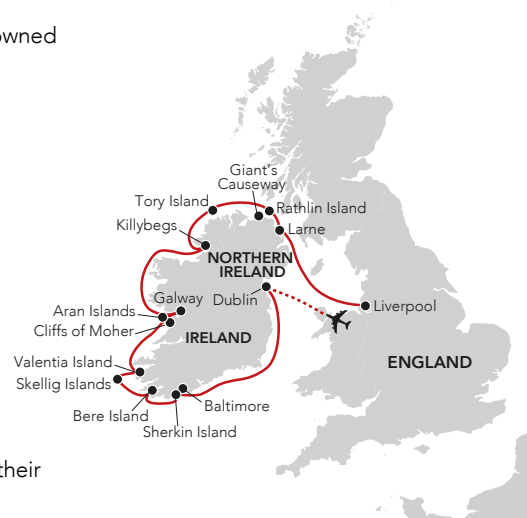 owned
Giant's
Causeway
Tory Island
Rathlin Island
Killybegs
Larne
NORTHERN
IRELAND
Galway
Dublin
Aran Islands
Liverpool
Cliffs of Moher
IRELAND
Valentia Island
ENGLAND
Skellig Islands
Bere Island
Baltimore
Sherkin Island
their